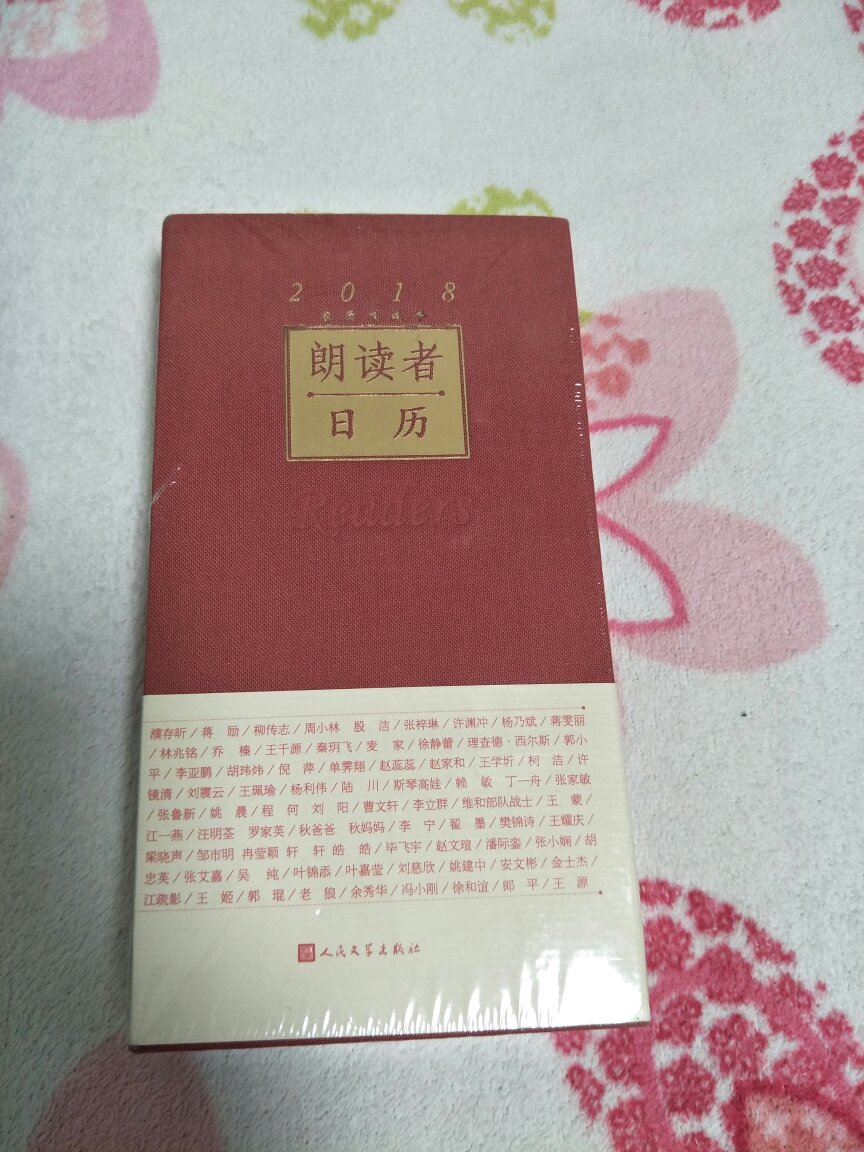 2018
朗读者
日历
Readers
濮存昕/蒋 励/柳传志/周小林 殷 洁/张梓琳/许渊冲/杨乃斌/蒋雯丽
/林兆铭/乔 榛/王千源/秦玥飞/麦 家/徐静蕾/理查德·西尔斯/郭小
平/李亚鹏/胡玮炜/倪 萍/单霁翔/赵蕊蕊/赵家和/王学圻/柯 洁/许
镜清/刘震云/王珮瑜/杨利伟/陆 川/斯琴高娃/赖 敏 丁一舟/张家敏
/张鲁新/姚 晨/程 何 刘 阳/曹文轩/李立群/维和部队战士/王 蒙/
江一燕/汪明荃 罗家英/秋爸爸 秋妈妈/李 宁/翟 墨/樊锦诗/王耀庆/
梁晓声/邹市明 冉莹颖 轩 轩 皓 皓/毕飞宇/赵文瑄/潘际銮/张小娴/胡
忠英/张艾嘉/吴 纯/叶锦添/叶嘉莹/刘慈欣/姚建中/安文彬/金士杰/
江疏影/王 姬/郭 琨/老 狼/余秀华/冯小刚/徐和谊/郎 平/王 源
人民文学出版社